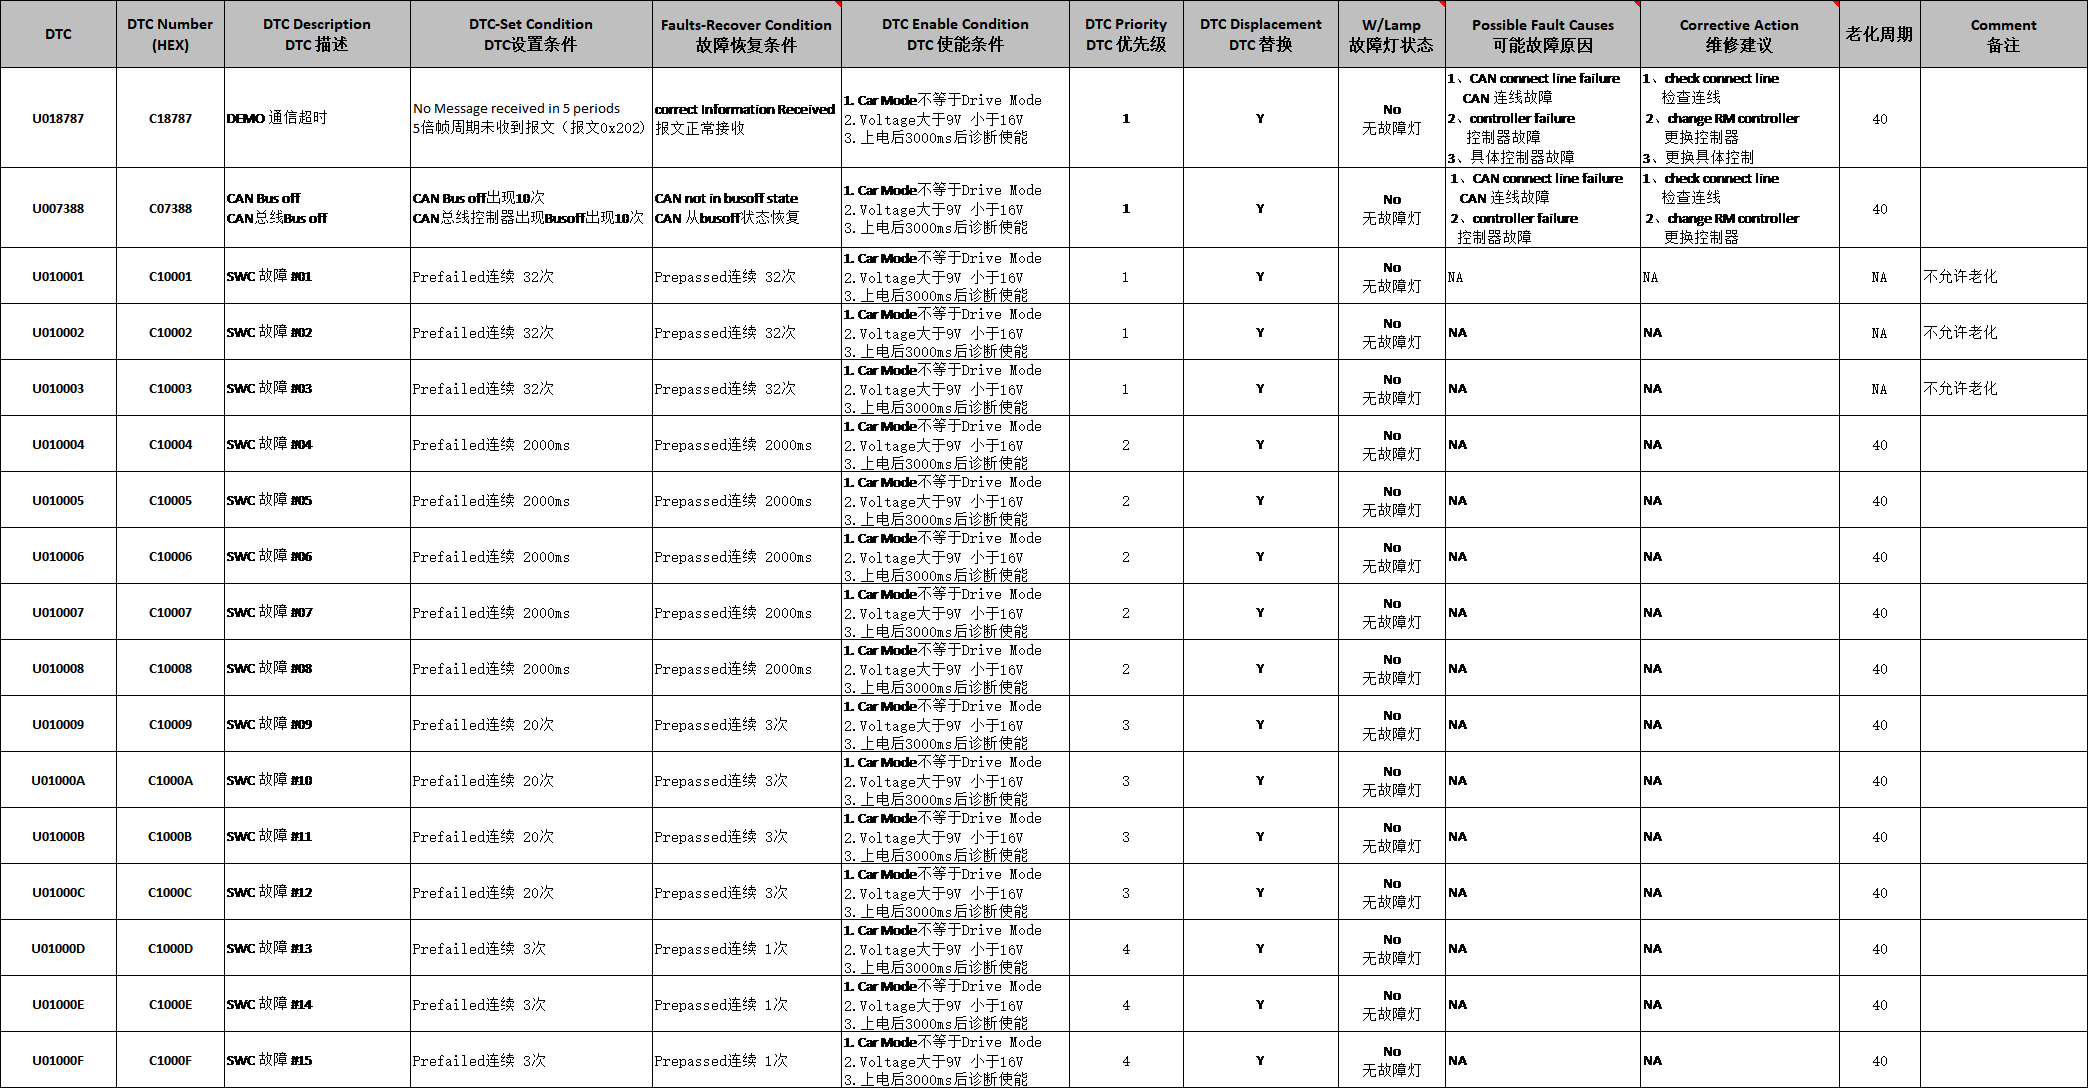 DTC
DTC Number
(HEX)
DTC Description
DTC 描述
DTC-Set Condition
DTC设置条件
Faults-Recover Condition
故障恢复条件
DTC Enable Condition
DTC 使能条件
DTC Priority
DTC 优先级
DTC Displacement
DTC 替换
W/Lamp
故障灯状态
Possible Fault Causes
可能故障原因
Corrective Action
维修建议
老化周期
Comment
备注
U018787
C18787
DEMO 通信超时
No Message received in 5 periods
5倍帧周期未收到报文（报文0x202)
correct Information Received
报文正常接收
1. Car Mode不等于Drive Mode
2. Voltage大于9V 小于16V
3. 上电后3000ms后诊断使能
1
Y
No
无故障灯
1、CAN connect line failure
CAN 连线故障
2、controller failure
控制器故障
3、具体控制器故障
1、check connect line
检查连线
2、change RM controller
更换控制器
3、更换具体控制
40
U007388
C07388
CAN Bus off
CAN总线Bus off
CAN Bus off出现10次
CAN总线控制器出现Busoff出现10次
CAN not in busoff state
CAN 从busoff状态恢复
1. Car Mode不等于Drive Mode
2. Voltage大于9V 小于16V
3. 上电后3000ms后诊断使能
1
Y
No
无故障灯
1、CAN connect line failure
CAN 连线故障
2、controller failure
控制器故障
1、check connect line
检查连线
2、change RM controller
更换控制器
40
U010001
C10001
SWC 故障 #01
Prefailed连续 32次
Prepassed连续 32次
1. Car Mode不等于Drive Mode
2. Voltage大于9V 小于16V
3. 上电后3000ms后诊断使能
1
Y
No
无故障灯
NA
NA
NA
不允许老化
U010002
C10002
SWC 故障 #02
Prefailed连续 32次
Prepassed连续 32次
1. Car Mode不等于Drive Mode
2. Voltage大于9V 小于16V
3. 上电后3000ms后诊断使能
1
Y
No
无故障灯
NA
NA
NA
不允许老化
U010003
C10003
SWC 故障 #03
Prefailed连续 32次
Prepassed连续 32次
1. Car Mode不等于Drive Mode
2. Voltage大于9V 小于16V
3. 上电后3000ms后诊断使能
1
Y
No
无故障灯
NA
NA
NA
不允许老化
U010004
C10004
SWC 故障 #04
Prefailed连续 2000ms
Prepassed连续 2000ms
1. Car Mode不等于Drive Mode
2. Voltage大于9V 小于16V
3. 上电后3000ms后诊断使能
2
Y
No
无故障灯
NA
NA
40
U010005
C10005
SWC 故障 #05
Prefailed连续 2000ms
Prepassed连续 2000ms
1. Car Mode不等于Drive Mode
2. Voltage大于9V 小于16V
3. 上电后3000ms后诊断使能
2
Y
No
无故障灯
NA
NA
40
U010006
C10006
SWC 故障 #06
Prefailed连续 2000ms
Prepassed连续 2000ms
1. Car Mode不等于Drive Mode
2. Voltage大于9V 小于16V
3. 上电后3000ms后诊断使能
2
Y
No
无故障灯
NA
NA
40
U010007
C10007
SWC 故障 #07
Prefailed连续 2000ms
Prepassed连续 2000ms
1. Car Mode不等于Drive Mode
2. Voltage大于9V 小于16V
3. 上电后3000ms后诊断使能
2
Y
No
无故障灯
NA
NA
40
U010008
C10008
SWC 故障 #08
Prefailed连续 2000ms
Prepassed连续 2000ms
1. Car Mode不等于Drive Mode
2. Voltage大于9V 小于16V
3. 上电后3000ms后诊断使能
2
Y
No
无故障灯
NA
NA
40
U010009
C10009
SWC 故障 #09
Prefailed连续 20次
Prepassed连续 3次
1. Car Mode不等于Drive Mode
2. Voltage大于9V 小于16V
3. 上电后3000ms后诊断使能
3
Y
No
无故障灯
NA
NA
40
U01000A
C1000A
SWC 故障 #10
Prefailed连续 20次
Prepassed连续 3次
1. Car Mode不等于Drive Mode
2. Voltage大于9V 小于16V
3. 上电后3000ms后诊断使能
3
Y
No
无故障灯
NA
NA
40
U01000B
C1000B
SWC 故障 #11
Prefailed连续 20次
Prepassed连续 3次
1. Car Mode不等于Drive Mode
2. Voltage大于9V 小于16V
3. 上电后3000ms后诊断使能
3
Y
No
无故障灯
NA
NA
40
U01000C
C1000C
SWC 故障 #12
Prefailed连续 20次
Prepassed连续 3次
1. Car Mode不等于Drive Mode
2. Voltage大于9V 小于16V
3. 上电后3000ms后诊断使能
3
Y
No
无故障灯
NA
NA
40
U01000D
C1000D
SWC 故障 #13
Prefailed连续 3次
Prepassed连续 1次
1. Car Mode不等于Drive Mode
2. Voltage大于9V 小于16V
3. 上电后3000ms后诊断使能
4
Y
No
无故障灯
NA
NA
40
U01000E
C1000E
SWC 故障 #14
Prefailed连续 3次
Prepassed连续 1次
1. Car Mode不等于Drive Mode
2. Voltage大于9V 小于16V
3. 上电后3000ms后诊断使能
4
Y
No
无故障灯
NA
NA
40
U01000F
C1000F
SWC 故障 #15
Prefailed连续 3次
Prepassed连续 1次
1. Car Mode不等于Drive Mode
2. Voltage大于9V 小于16V
3. 上电后3000ms后诊断使能
4
Y
No
无故障灯
NA
NA
40